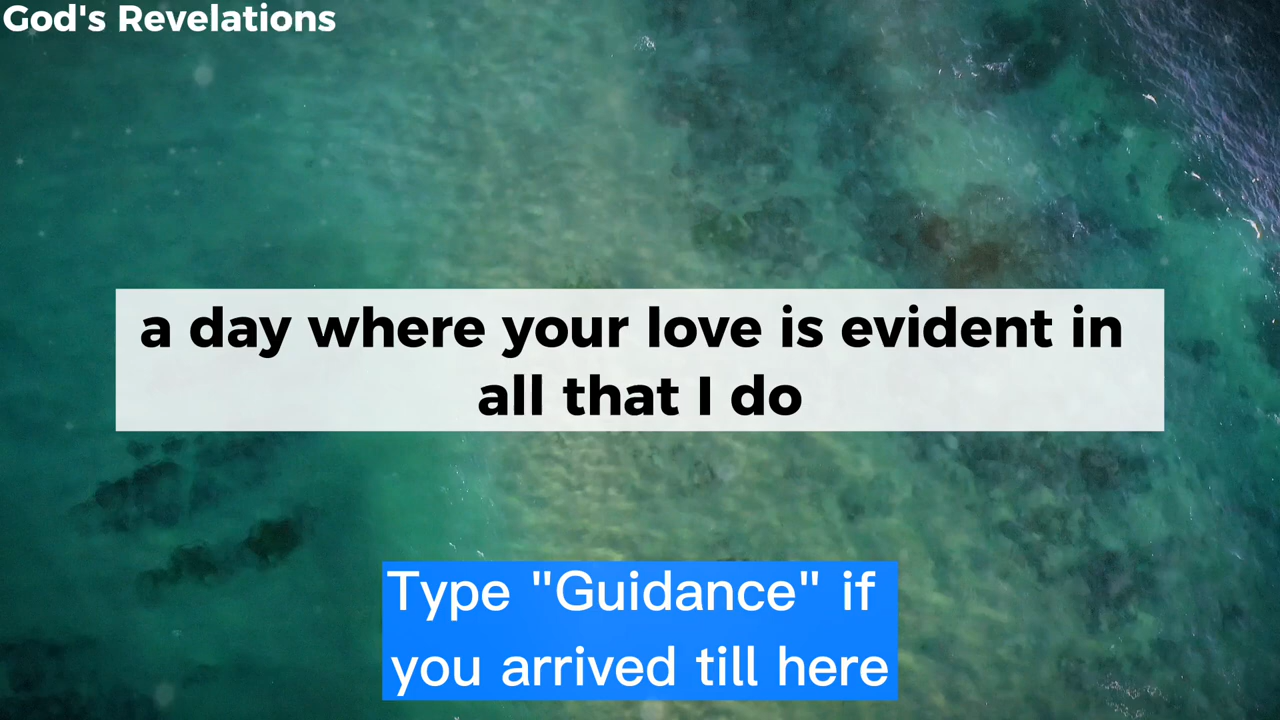 God's Revelations
a day where your love is evident in
all that I do
Type "Guidance" if
you arrived till here